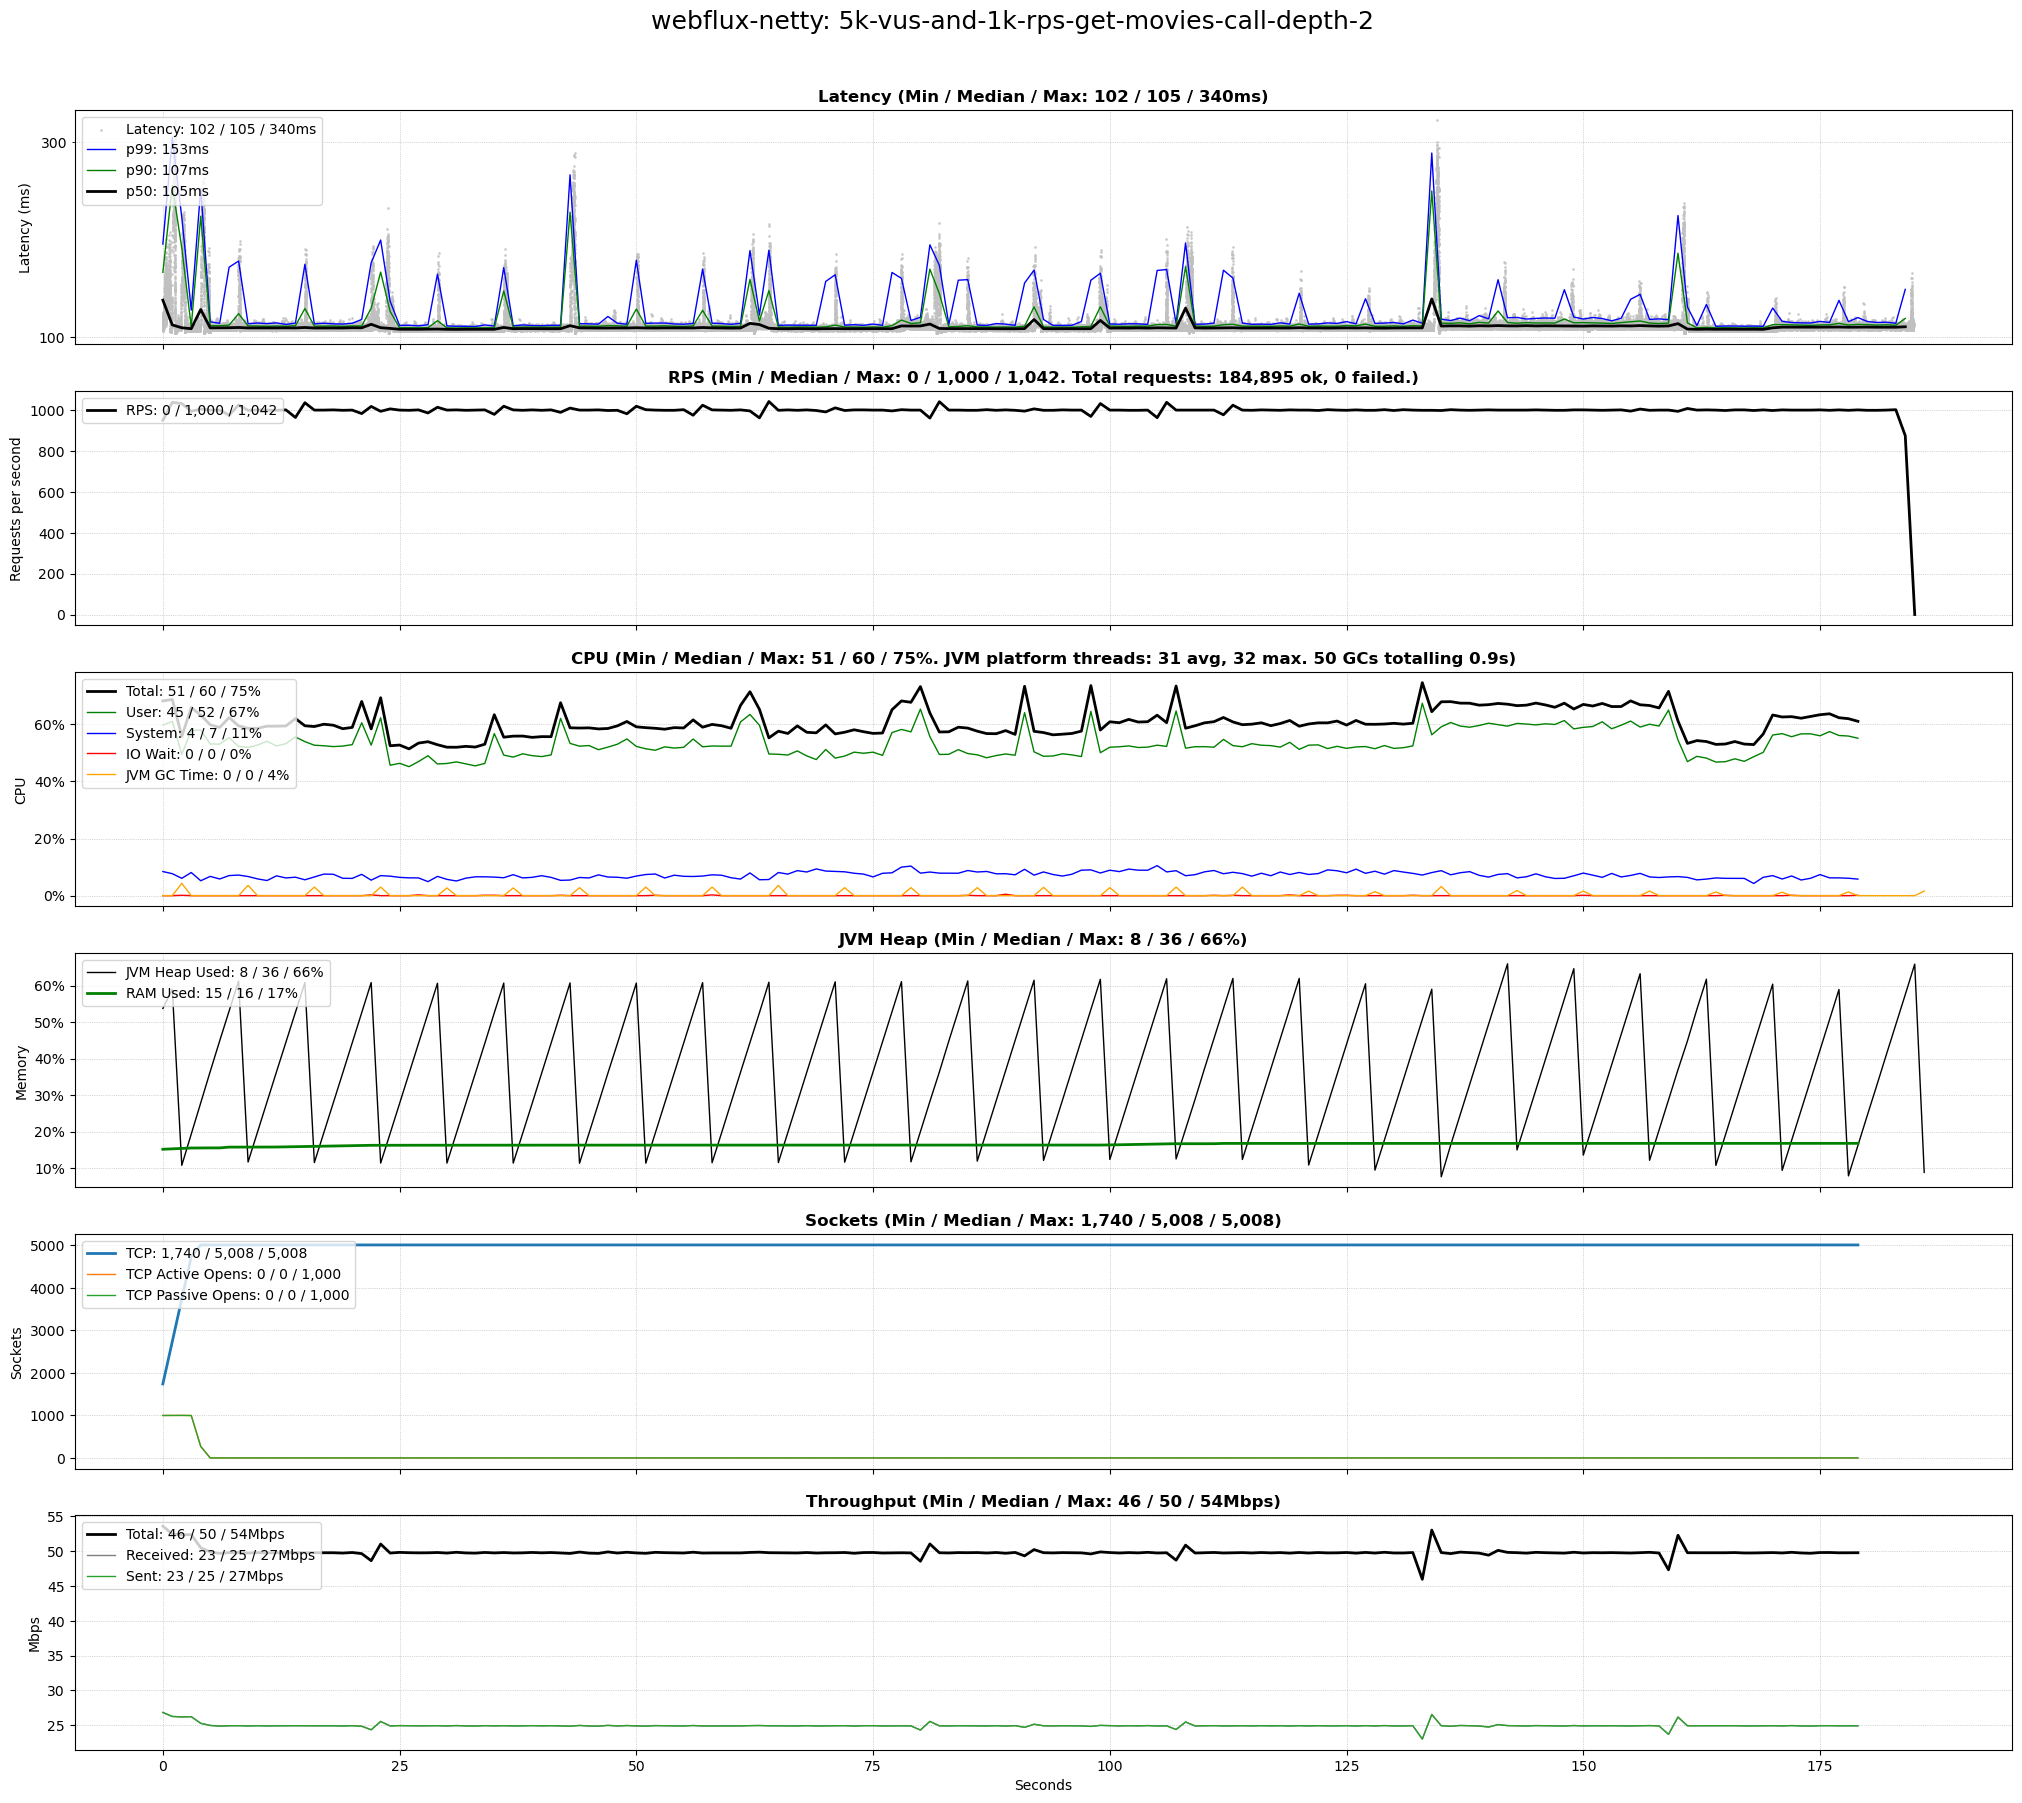 webflux-netty: 5k-vus-and-1k-rps-get-movies-call-depth-2
Latency (Min / Median / Max: 102 / 105 / 340ms)
Latency: 102 / 105 / 340ms
p99: 153ms
p90: 107ms
p50: 105ms
300
100
Latency (ms)
RPS (Min / Median / Max: 0 / 1,000 / 1,042. Total requests: 184,895 ok, 0 failed.)
RPS: 0 / 1,000 / 1,042
1000
800
600
400
200
0
Requests per second
CPU (Min / Median / Max: 51 / 60 / 75%. JVM platform threads: 31 avg, 32 max. 50 GCs totalling 0.9s)
Total: 51 / 60 / 75%
User: 45 / 52 / 67%
System: 4 / 7 / 11%
IO Wait: 0 / 0 / 0%
JVM GC Time: 0 / 0 / 4%
60%
40%
20%
0%
CPU
JVM Heap (Min / Median / Max: 8 / 36 / 66%)
JVM Heap Used: 8 / 36 / 66%
RAM Used: 15 / 16 / 17%
60%
50%
40%
30%
20%
10%
Memory
Sockets (Min / Median / Max: 1,740 / 5,008 / 5,008)
TCP: 1,740 / 5,008 / 5,008
TCP Active Opens: 0 / 0 / 1,000
TCP Passive Opens: 0 / 0 / 1,000
5000
4000
3000
2000
1000
0
Sockets
Throughput (Min / Median / Max: 46 / 50 / 54Mbps)
Total: 46 / 50 / 54Mbps
Received: 23 / 25 / 27Mbps
Sent: 23 / 25 / 27Mbps
55
50
45
40
35
30
25
Mbps
0 25 50 75 100 125 150 175
Seconds